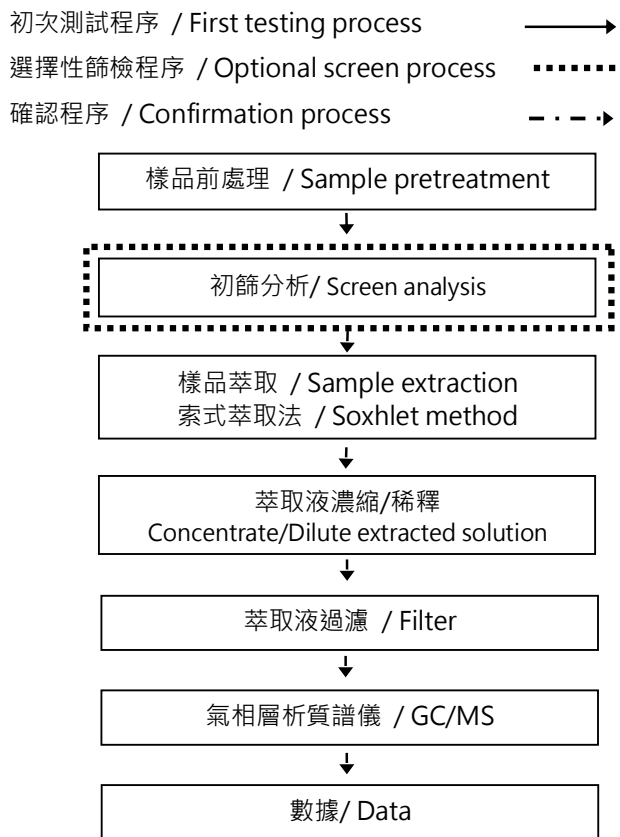 初次測試程序 / First testing process
選擇性篩檢程序 / Optional screen process
確認程序 / Confirmation process
樣品前處理 / Sample pretreatment
初篩分析/ Screen analysis
樣品萃取 / Sample extraction
索式萃取法 / Soxhlet method
萃取液濃縮/稀釋
Concentrate/Dilute extracted solution
萃取液過濾 / Filter
氣相層析質譜儀 / GC/MS
數據/ Data